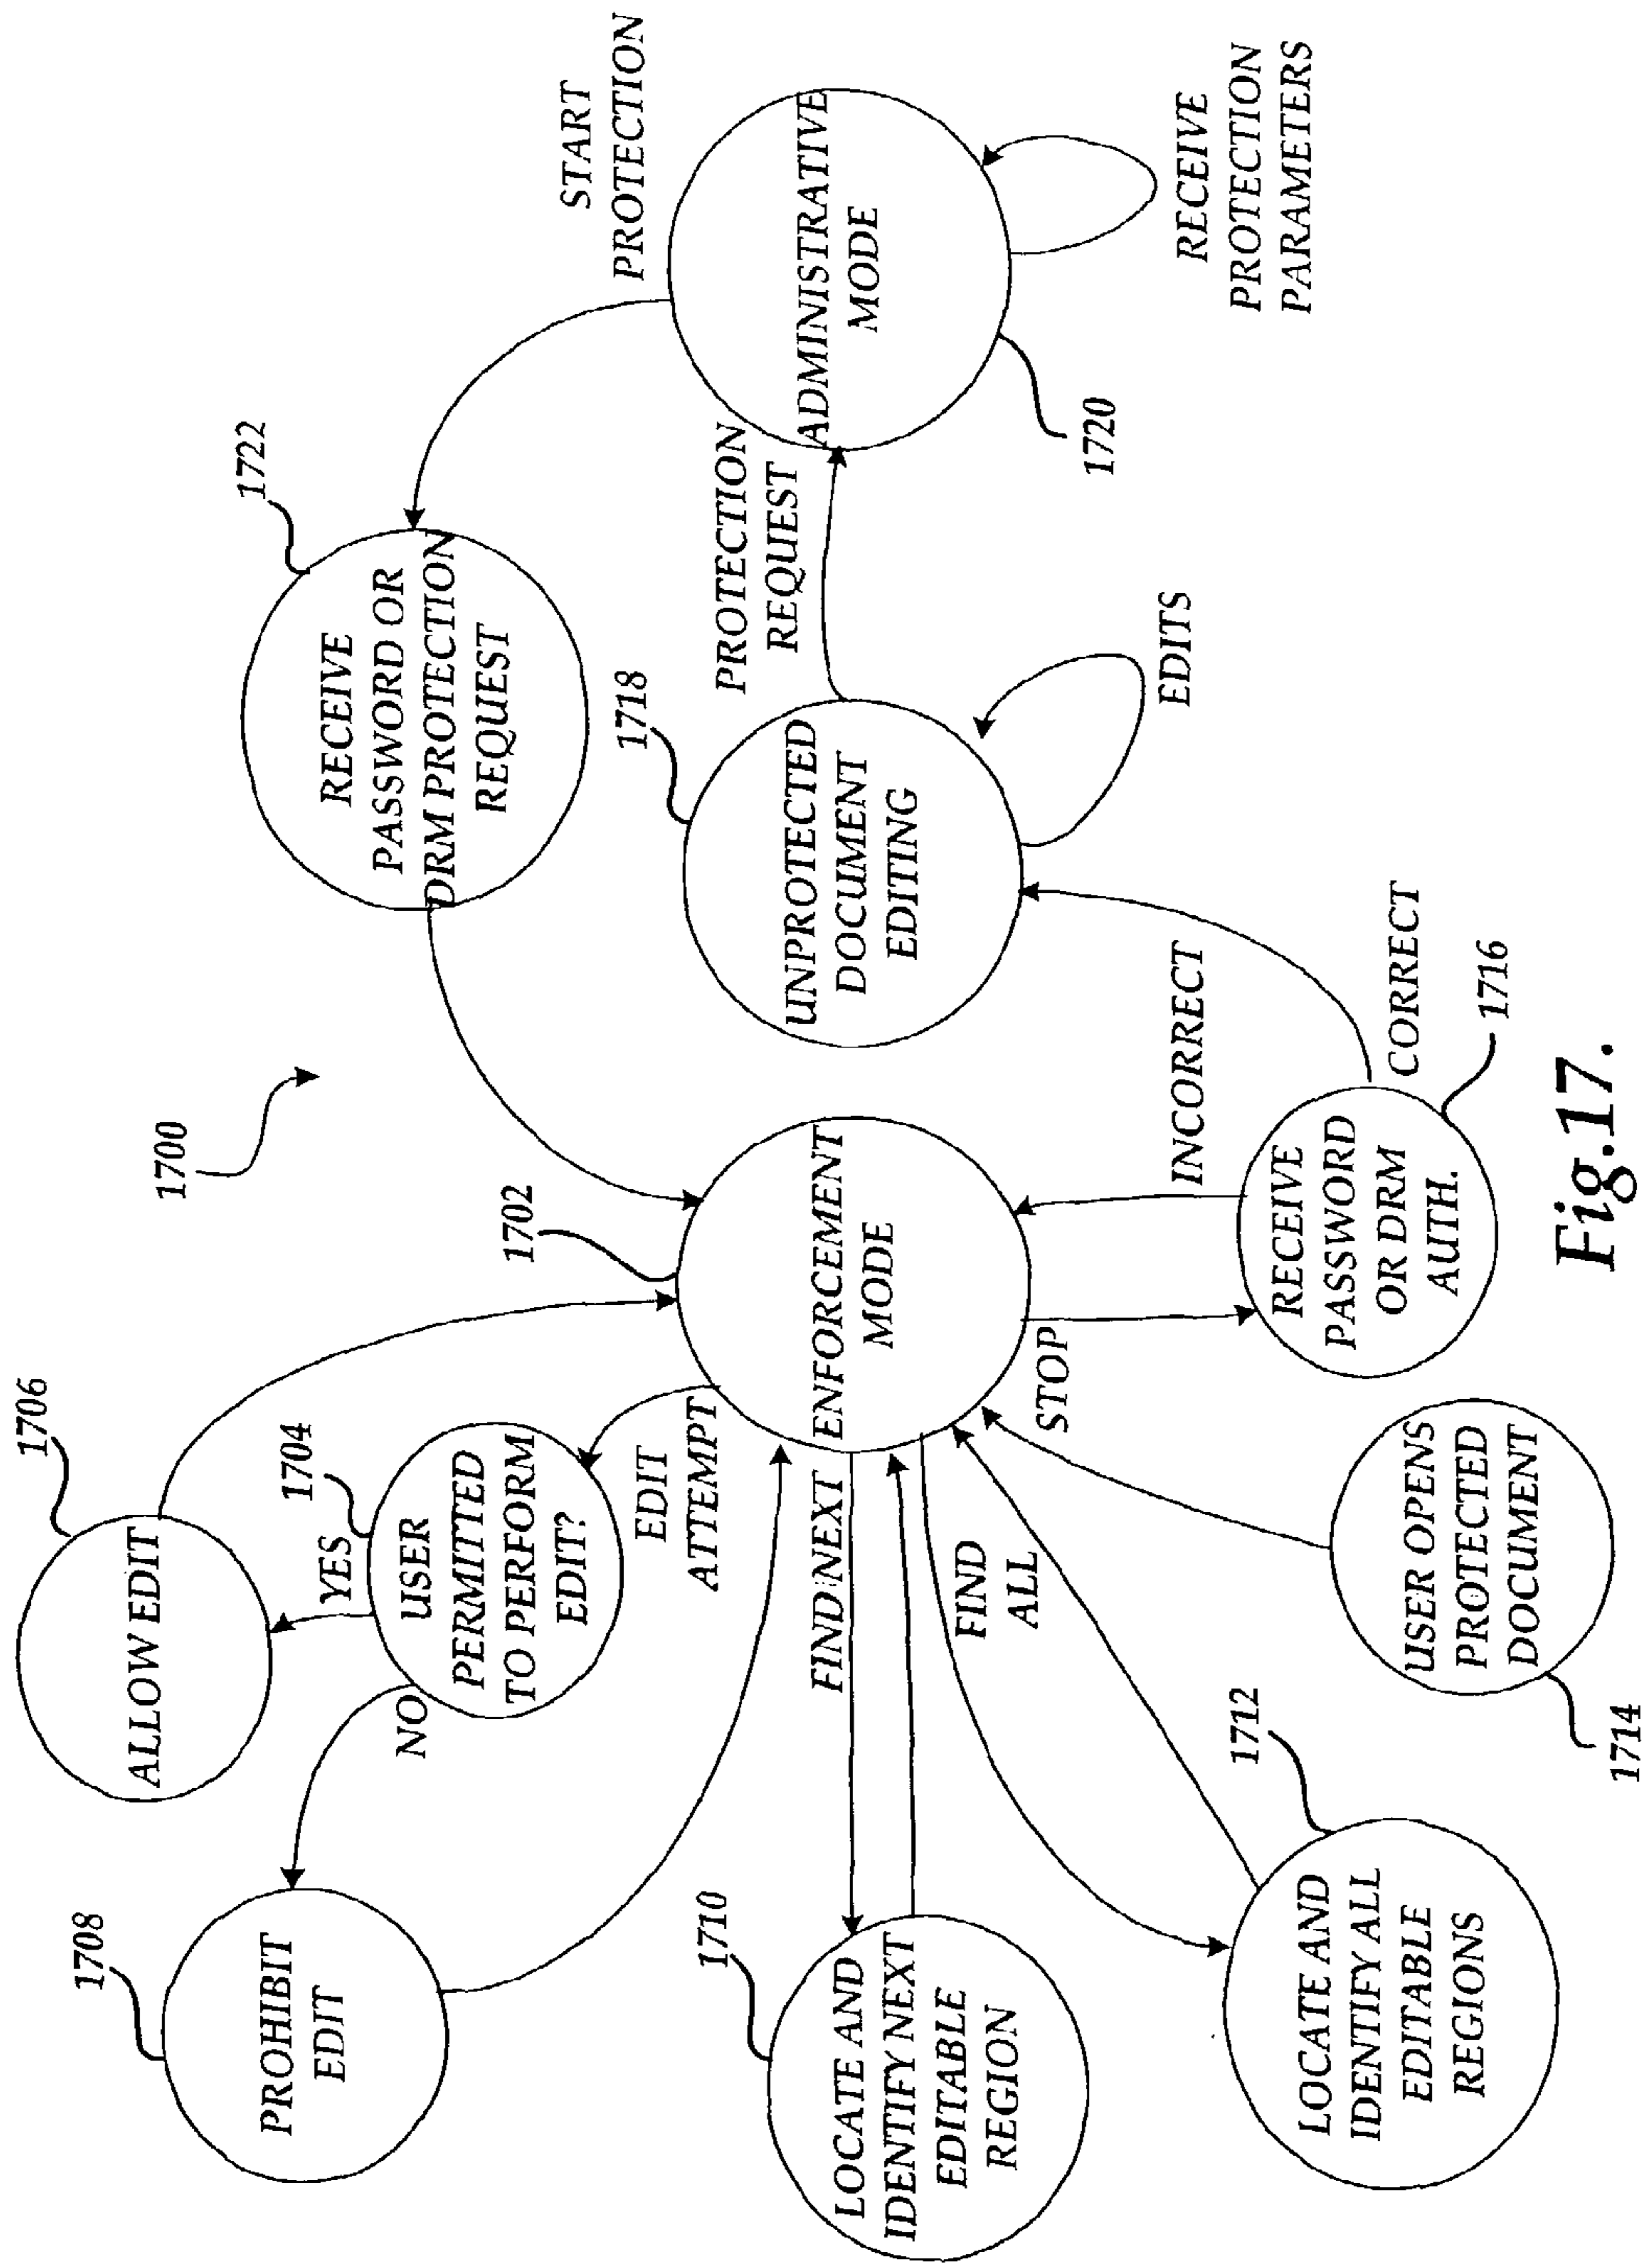 1706
ALLOW EDIT
1708
PROHIBIT
EDIT
YES
1704
NO
USER
PERMITTED
TO PERFORM
EDIT?
EDIT
ATTEMPT
1700
1722
RECEIVE
PASSWORD OR
DRM PROTECTION
REQUEST
START
PROTECTION
1702
ENFORCEMENT
MODE
1710
LOCATE AND
IDENTIFY NEXT
EDITABLE
REGION
FIND NEXT
FIND
ALL
1718
UNPROTECTED
DOCUMENT
EDITING
PROTECTION
REQUEST
ADMINISTRATIVE
MODE
1720
EDITS
RECEIVE
PROTECTION
PARAMETERS
STOP
INCORRECT
CORRECT
1712
LOCATE AND
IDENTIFY ALL
EDITABLE
REGIONS
USER OPENS
PROTECTED
DOCUMENT
1714
RECEIVE
PASSWORD
OR DRM
AUTH.
1716
Fig.17.